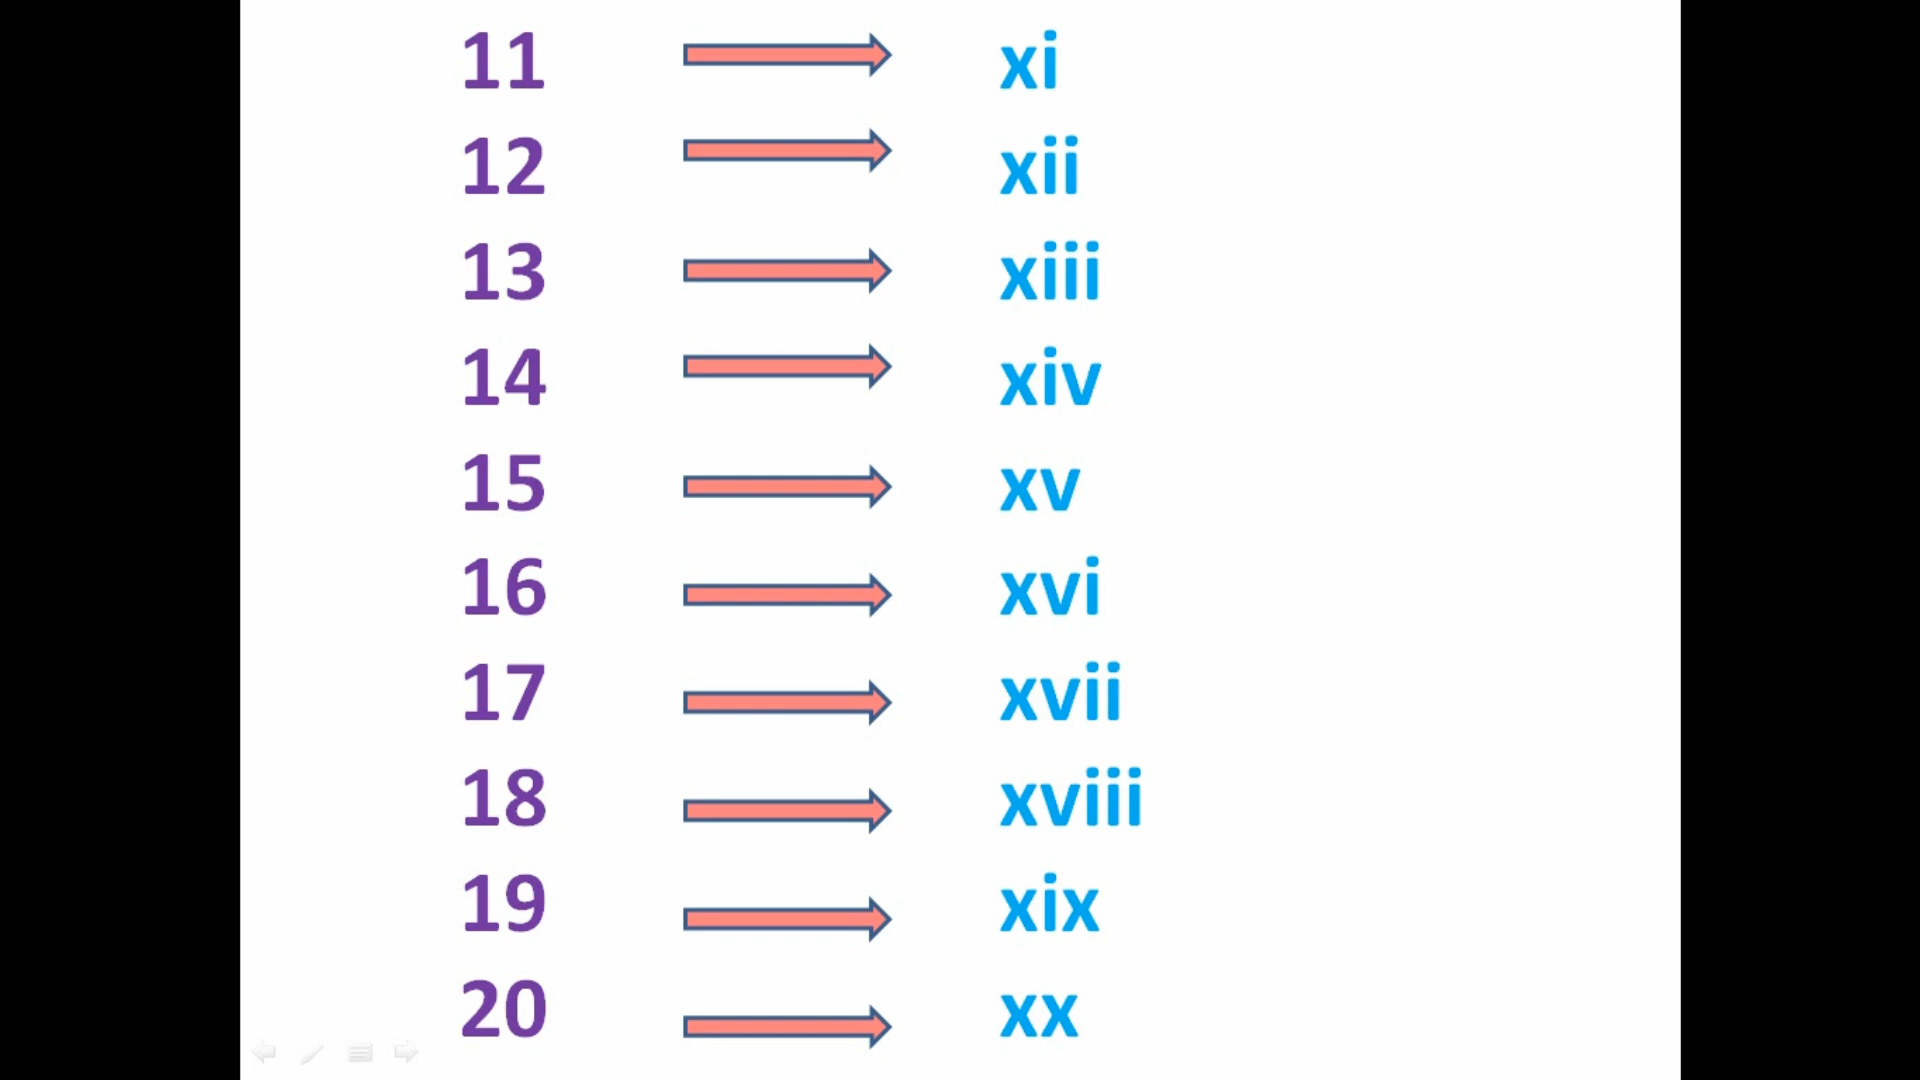 11 xi
12 xii
13 xiii
14 xiv
15 xv
16 xvi
17 xvii
18 xviii
19 xix
20 xx